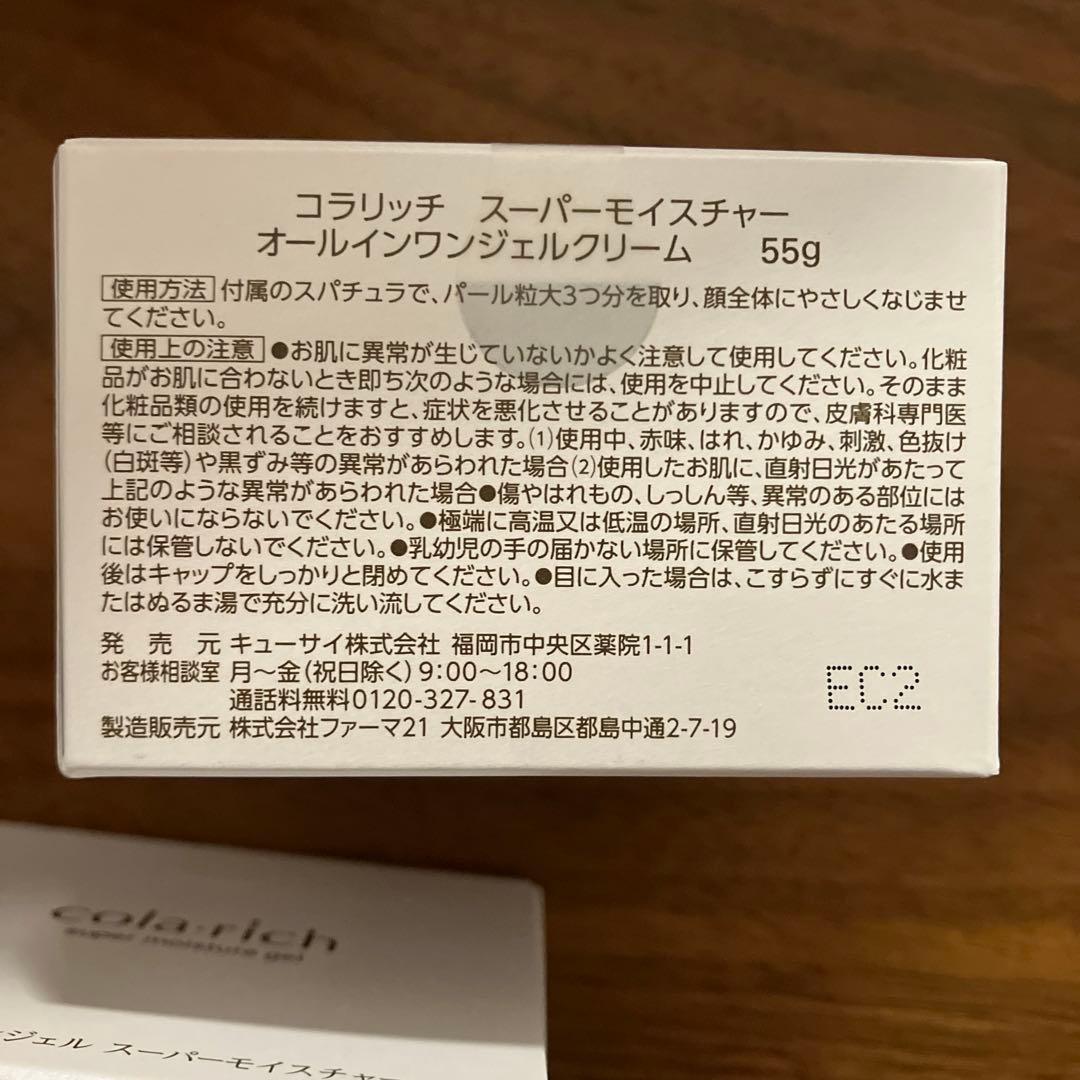 コラリッチ　スーパーモイスチャー
オールインワンジェルクリーム　55g
使用方法 付属のスパチュラで、パール粒大3つ分を取り、顔全体にやさしくなじませ
てください。
使用上の注意 ●お肌に異常が生じていないかよく注意して使用してください。化粧
品がお肌に合わないとき即ち次のような場合には、使用を中止してください。そのまま
化粧品類の使用を続けますと、症状を悪化させることがありますので、皮膚科専門医
等にご相談されることをおすすめします。(1)使用中、赤味、はれ、かゆみ、刺激、色抜け
(白斑等)や黒ずみ等の異常があらわれた場合(2)使用したお肌に、直射日光があたって
上記のような異常があらわれた場合●傷やはれもの、しっしん等、異常のある部位には
お使いにならないでください。●極端に高温又は低温の場所、直射日光のあたる場所
には保管しないでください。●乳幼児の手の届かない場所に保管してください。●使用
後はキャップをしっかりと閉めてください。●目に入った場合は、こすらずにすぐに水ま
たはぬるま湯で充分に洗い流してください。
発　売　元 キューサイ株式会社 福岡市中央区薬院1-1-1
お客様相談室 月〜金(祝日除く)9:00〜18:00
通話料無料0120-327-831
EC2
製造販売元 株式会社ファーマ21 大阪市都島区都島中通2-7-19
cola·rich
super moisture gel
ジェル スーパーモイスチャー